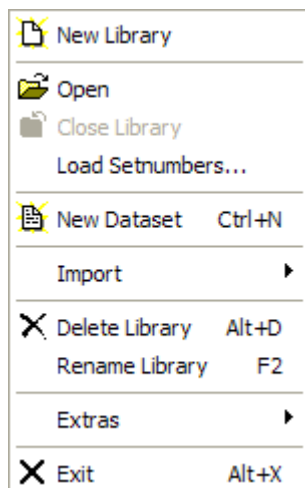 New Library
Open
Close Library
Load Setnumbers...
New Dataset Ctrl+N
Import
Delete Library Alt+D
Rename Library F2
Extras
Exit Alt+X